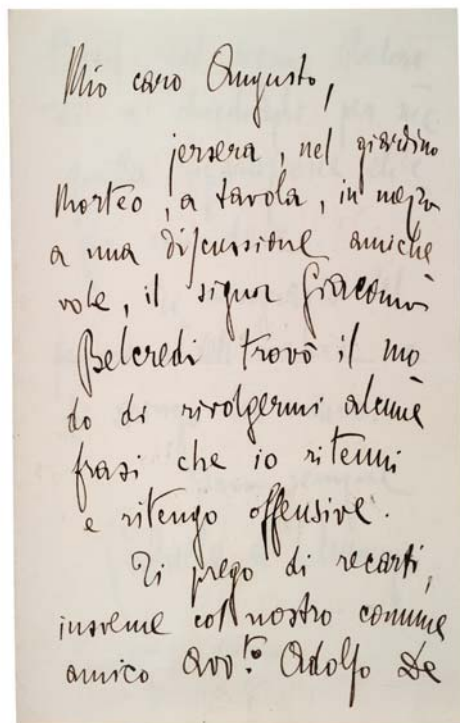 Mio caro Augusto,
jersera, nel giardino
Morteo, a tavola, in mezzo
a una discussione amiche
vole, il signor Giacomo
Belcredi trovò il mo
do di rivolgermi alcune
frasi che io ritenni
e ritengo offensive.
Ti prego di recarti,
insieme col nostro comune
amico Avv.to Adolfo De